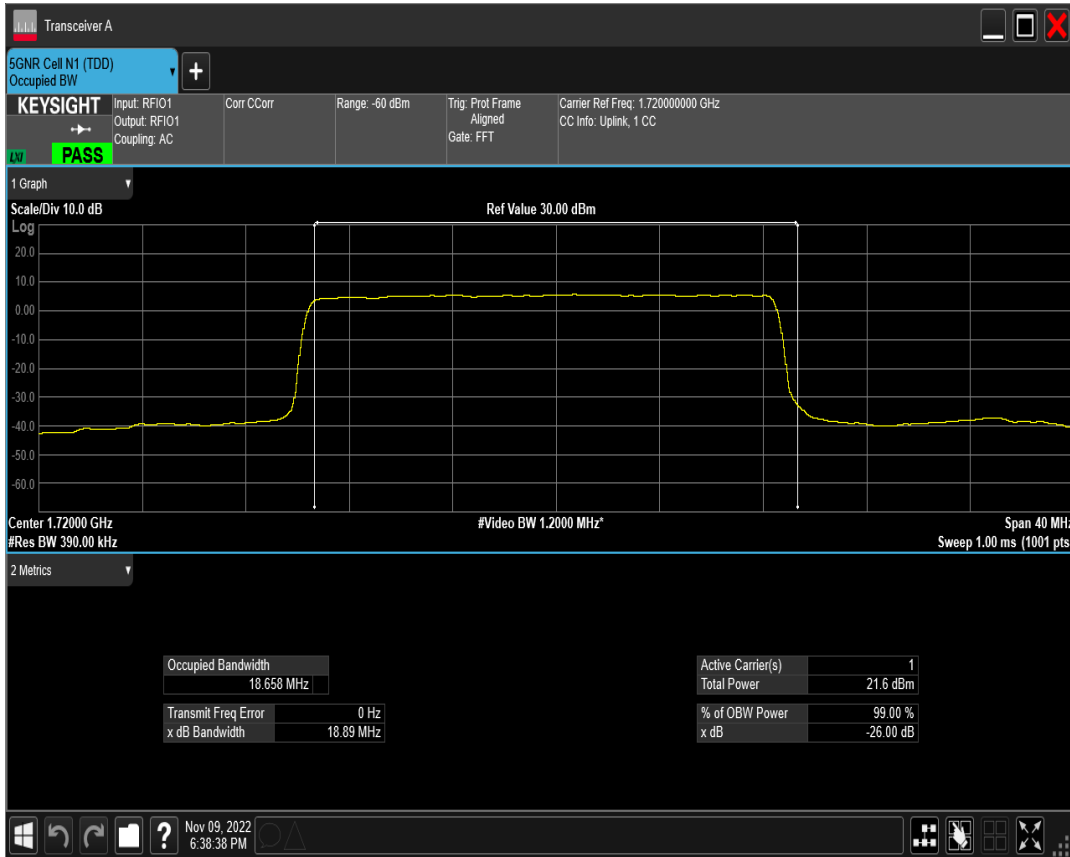 Transceiver A
5GNR Cell N1 (TDD)
Occupied BW
+
KEYSIGHT
LXI
PASS
Input: RFIO1
Output: RFIO1
Coupling: AC
Corr CCorr
Range: -60 dBm
Trig: Prot Frame
Aligned
Gate: FFT
Carrier Ref Freq: 1.720000000 GHz
CC Info: Uplink, 1 CC
1 Graph
Scale/Div 10.0 dB
Ref Value 30.00 dBm
Log
20.0
10.0
0.00
-10.0
-20.0
-30.0
-40.0
-50.0
-60.0
Center 1.72000 GHz
#Video BW 1.2000 MHz*
Span 40 MHz
#Res BW 390.00 kHz
Sweep 1.00 ms (1001 pts
2 Metrics
Occupied Bandwidth
18.658 MHz
Transmit Freq Error 0 Hz
x dB Bandwidth 18.89 MHz
Active Carrier(s) 1
Total Power 21.6 dBm
% of OBW Power 99.00 %
x dB -26.00 dB
?
Nov 09, 2022
6:38:38 PM